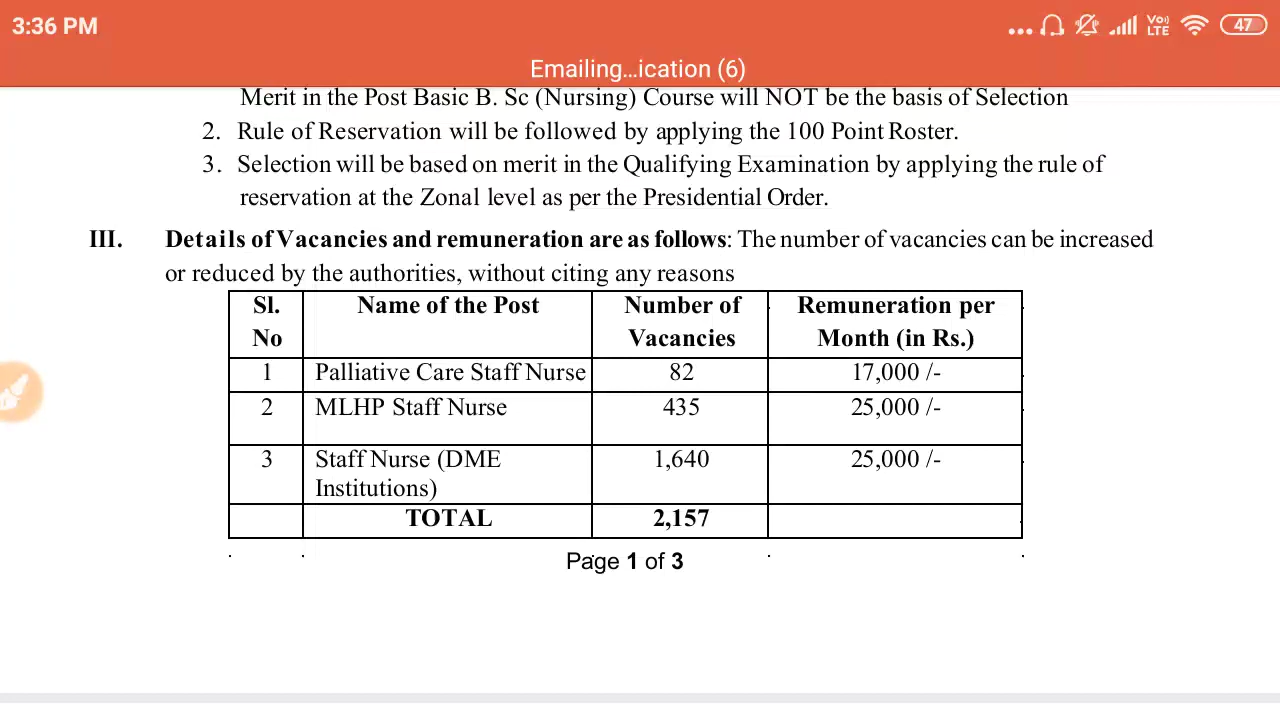 3:36 PM
Vo)) LTE
47
Emailing...ication (6)
Merit in the Post Basic B. Sc (Nursing) Course will NOT be the basis of Selection
2. Rule of Reservation will be followed by applying the 100 Point Roster.
3. Selection will be based on merit in the Qualifying Examination by applying the rule of
reservation at the Zonal level as per the Presidential Order.
III. Details of Vacancies and remuneration are as follows: The number of vacancies can be increased
or reduced by the authorities, without citing any reasons
Sl. Name of the Post Number of Remuneration per
No Vacancies Month (in Rs.)
1 Palliative Care Staff Nurse 82 17,000 /-
2 MLHP Staff Nurse 435 25,000 /-
3 Staff Nurse (DME 1,640 25,000 /-
Institutions)
TOTAL 2,157
Page 1 of 3